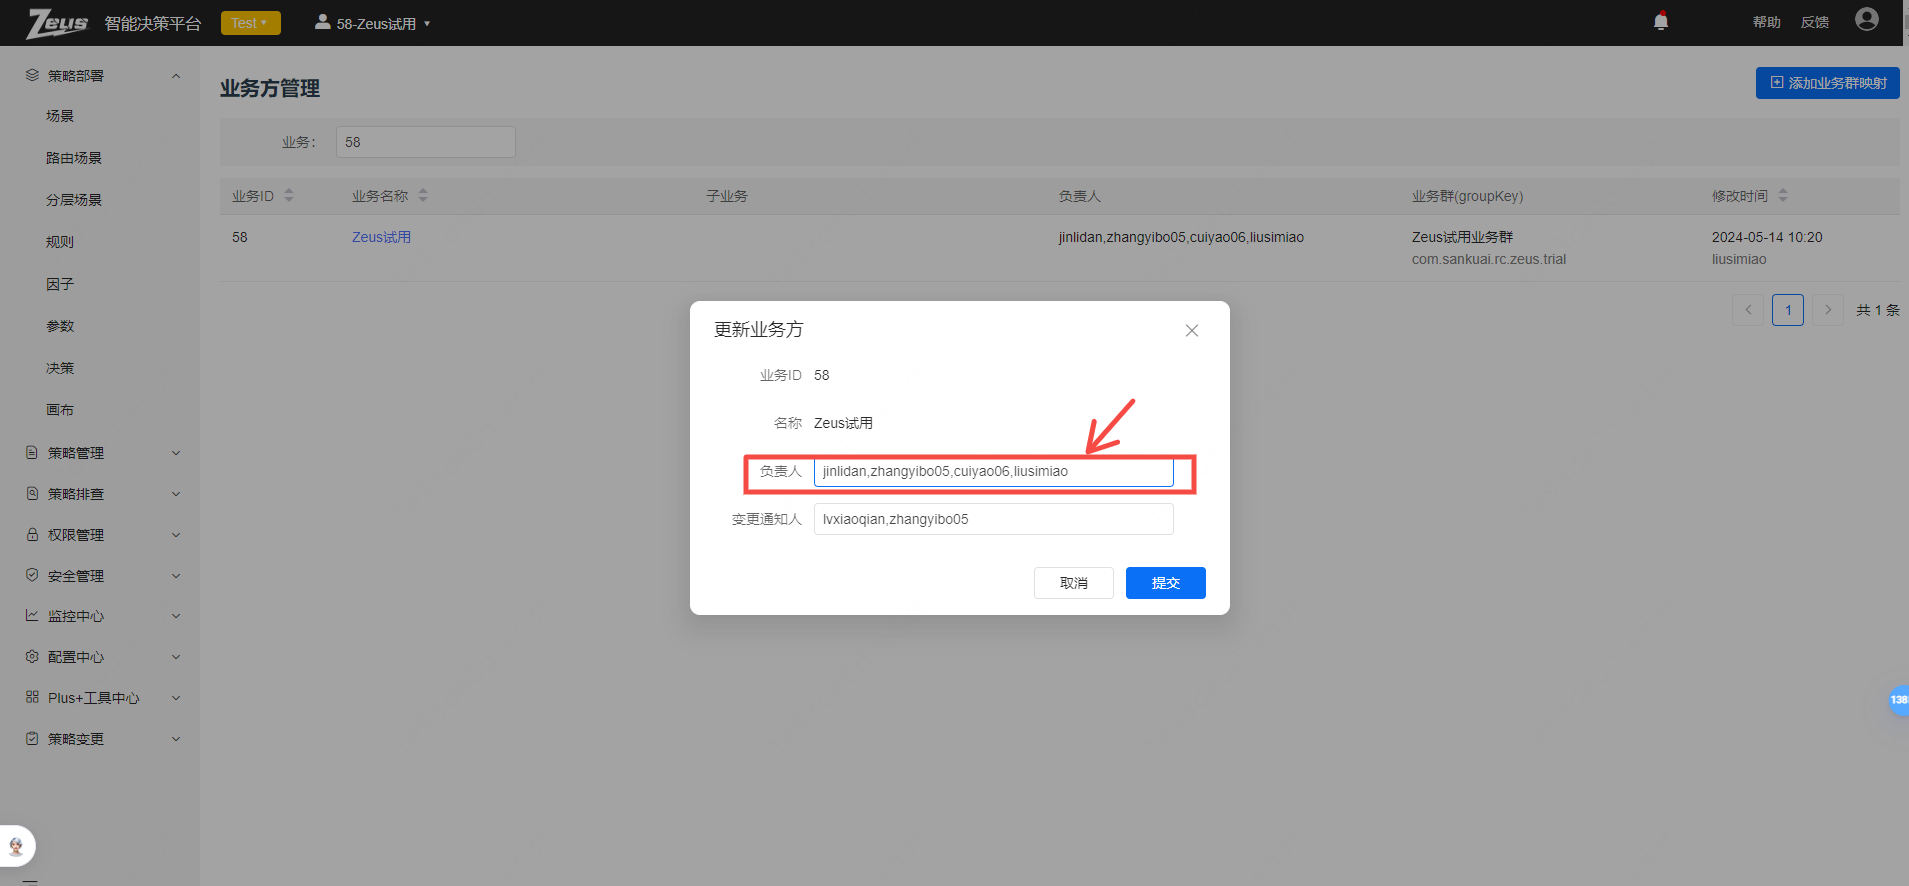 Zeus 智能决策平台 Test 58-Zeus试用 帮助 反馈
策略部署
场景
路由场景
分层场景
规则
因子
参数
决策
画布
策略管理
策略排查
权限管理
安全管理
监控中心
配置中心
Plus+工具中心
策略变更
业务方管理
添加业务群映射
业务： 58
业务ID 业务名称 子业务 负责人 业务群(groupKey) 修改时间
58 Zeus试用 jinlidan,zhangyibo05,cuiyao06,liusimiao Zeus试用业务群 2024-05-14 10:20
com.sankuai.rc.zeus.trial liusimiao
1 共 1 条
更新业务方
业务ID 58
名称 Zeus试用
负责人 jinlidan,zhangyibo05,cuiyao06,liusimiao
变更通知人 lvxiaoqian,zhangyibo05
取消 提交
138